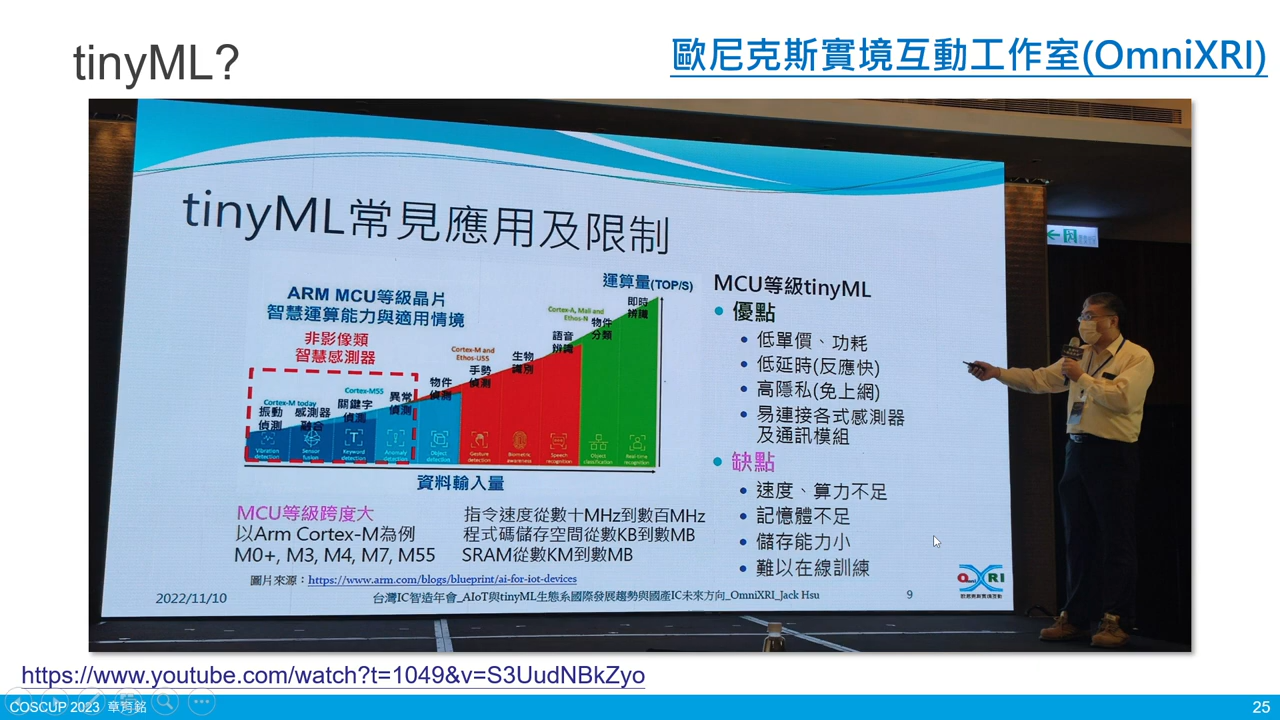 tinyML?
歐尼克斯實境互動工作室(OmniXRI)
tinyML常見應用及限制
運算量(TOP/S)
ARM MCU等級晶片
智慧運算能力與適用情境
非影像類
智慧感測器
Cortex-M today
Cortex-M55
Cortex-M and
Ethos-U55
Cortex-A, Mali and
Ethos-N
振動
偵測
感測器
融合
關鍵字
偵測
異常
偵測
物件
偵測
手勢
偵測
生物
識別
語音
辨識
物件
分類
即時
辨識
Vibration
detection
Sensor
fusion
Keyword
detection
Anomaly
detection
Object
detection
Gesture
detection
Biometric
awareness
Speech
recognition
Object
classification
Real-time
recognition
資料輸入量
MCU等級跨度大
以Arm Cortex-M為例
M0+, M3, M4, M7, M55
指令速度從數十MHz到數百MHz
程式碼儲存空間從數KB到數MB
SRAM從數KM到數MB
圖片來源：https://www.arm.com/blogs/blueprint/ai-for-iot-devices
MCU等級tinyML
優點
低單價、功耗
低延時(反應快)
高隱私(免上網)
易連接各式感測器
及通訊模組
缺點
速度、算力不足
記憶體不足
儲存能力小
難以在線訓練
2022/11/10
台灣IC智造年會_AIoT與tinyML生態系國際發展趨勢與國產IC未來方向_OmniXRI_Jack Hsu
9
Omni XRI
歐尼克斯實境互動
https://www.youtube.com/watch?t=1049&v=S3UudNBkZyo
COSCUP 2023 章育銘
25